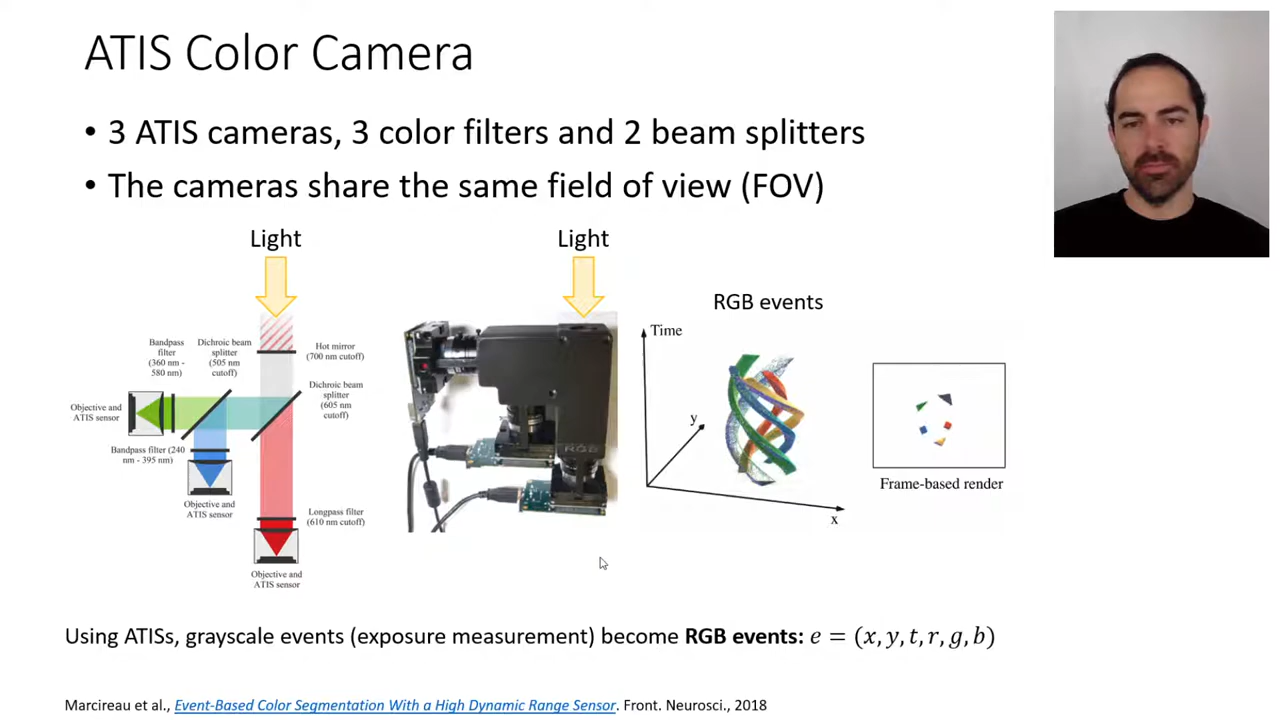 ATIS Color Camera
• 3 ATIS cameras, 3 color filters and 2 beam splitters
• The cameras share the same field of view (FOV)
Light
Bandpass
filter
(360 nm -
580 nm)
Dichroic beam
splitter
(505 nm
cutoff)
Hot mirror
(700 nm cutoff)
Dichroic beam
splitter
(605 nm
cutoff)
Objective and
ATIS sensor
Bandpass filter (240
nm - 395 nm)
Objective and
ATIS sensor
Longpass filter
(610 nm cutoff)
Objective and
ATIS sensor
Light
RGB
RGB events
Time
y
x
Frame-based render
Using ATISs, grayscale events (exposure measurement) become RGB events: e = (x, y, t, r, g, b)
Marcireau et al., Event-Based Color Segmentation With a High Dynamic Range Sensor. Front. Neurosci., 2018